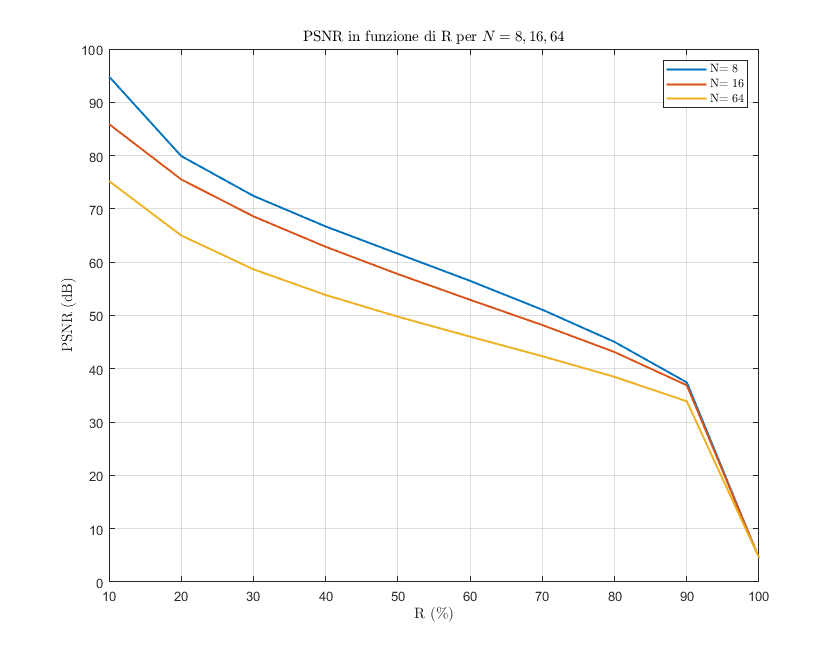 PSNR in funzione di R per N = 8, 16, 64
100
90
80
70
60
50
40
30
20
10
0
PSNR (dB)
N= 8
N= 16
N= 64
10 20 30 40 50 60 70 80 90 100
R (%)